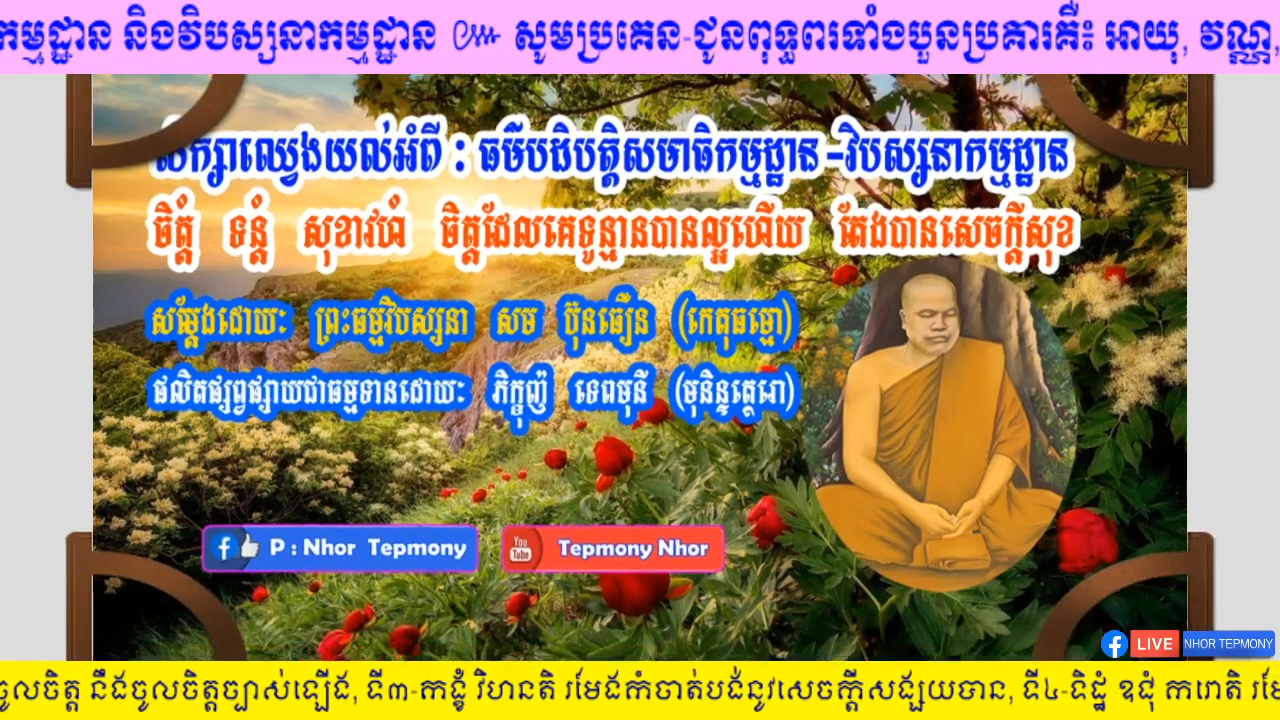 កម្មដ្ឋាន និងវិបស្សនាកម្មដ្ឋាន ៚ សូមប្រគេន-ជូនពុទ្ធពរទាំងបួនប្រការគឺ៖ អាយុ, វណ្ណ,
សិក្សាឈ្វេងយល់អំពី : ធម៌បដិបត្តិសមាធិកម្មដ្ឋាន -វិបស្សនាកម្មដ្ឋាន
ចិត្តំ ទន្តំ សុខាវហំ ចិត្តដែលគេទូន្មានបានល្អហើយ តែងបានសេចក្តីសុខ
សម្តែងដោយៈ ព្រះធម្មវិបស្សនា សម ប៊ុនធឿន (កេតុធម្មោ)
ផលិតផ្សព្វផ្សាយជាធម្មទានដោយៈ ភិក្ខុញ៉ ទេពមុនី (មុនិន្ទត្ថេរោ)
P : Nhor Tepmony
You Tube Tepmony Nhor
LIVE NHOR TEPMONY
ចូលចិត្ត នឹងចូលចិត្តច្បាស់ឡើង, ទី៣-កង្ខំ វិហនតិ រមែងកំចាត់បង់នូវសេចក្តីសង្ស័យបាន, ទី៤-ទិដ្ឋំ ឧជុំ ករោតិ រមែ